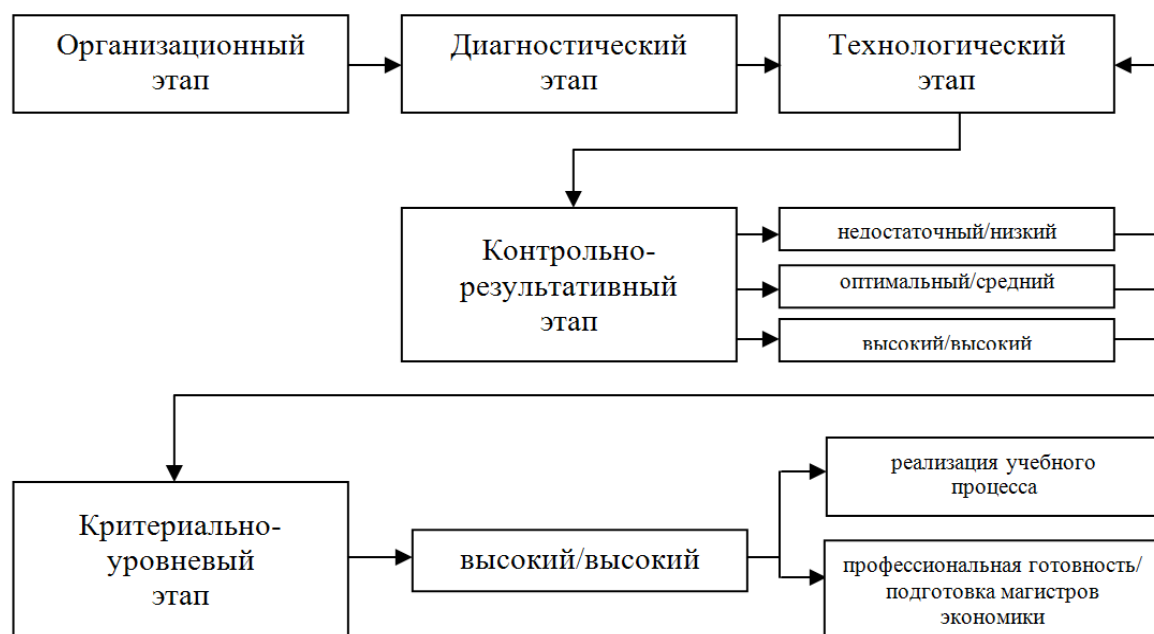 Организационный
этап
Диагностический
этап
Технологический
этап
Контрольно-
результативный
этап
недостаточный/низкий
оптимальный/средний
высокий/высокий
Критериально-
уровневый
этап
высокий/высокий
реализация учебного
процесса
профессиональная готовность/
подготовка магистров
экономики